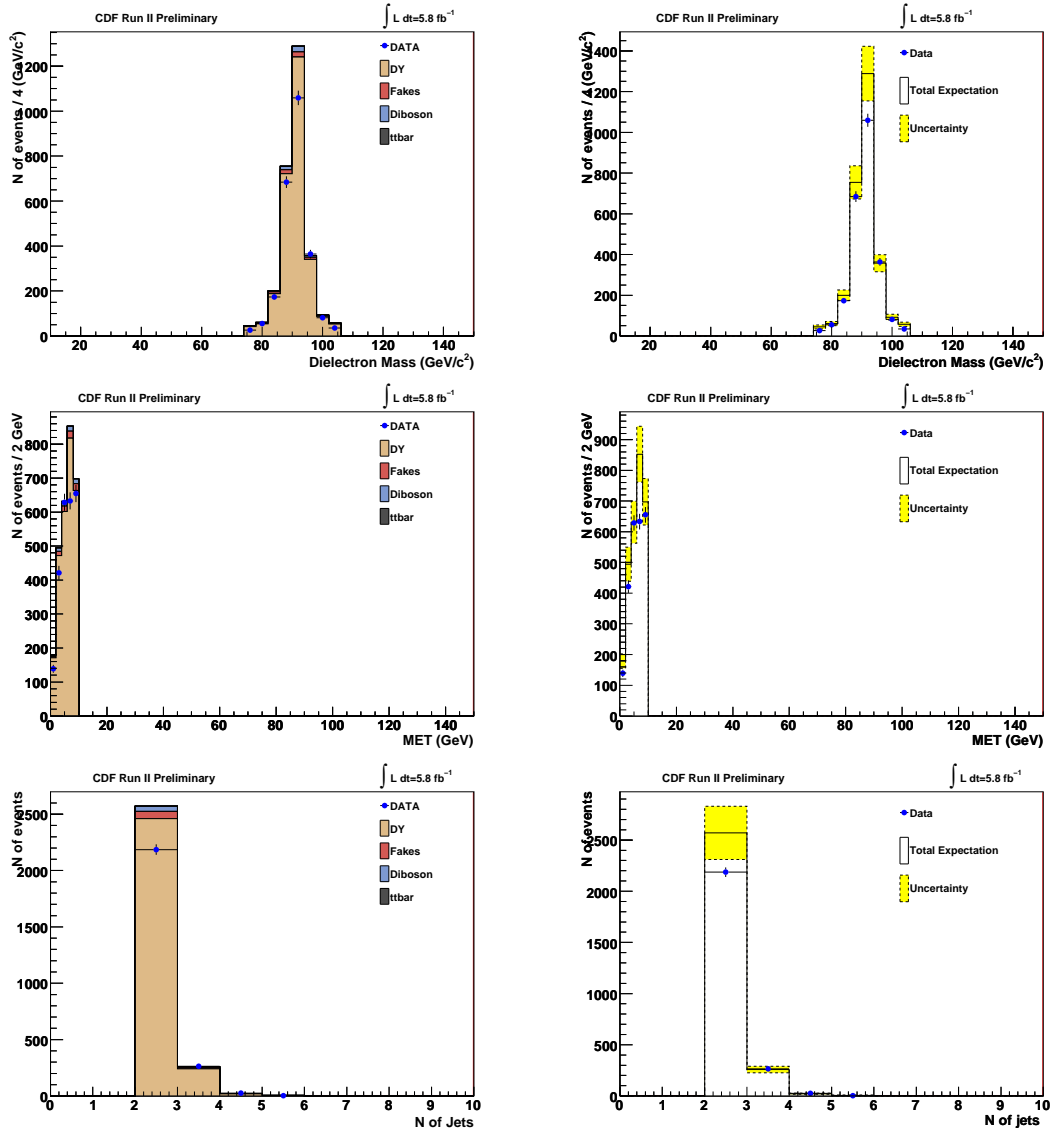 CDF Run II Preliminary ∫ L dt=5.8 fb⁻¹
N of events / 4 (GeV/c²)
1200
1000
800
600
400
200
0
DATA
DY
Fakes
Diboson
ttbar
20 40 60 80 100 120 140
Dielectron Mass (GeV/c²)
CDF Run II Preliminary ∫ L dt=5.8 fb⁻¹
N of events / 4 (GeV/c²)
1400
1200
1000
800
600
400
200
0
Data
Total Expectation
Uncertainty
20 40 60 80 100 120 140
Dielectron Mass (GeV/c²)
CDF Run II Preliminary ∫ L dt=5.8 fb⁻¹
N of events / 2 GeV
800
700
600
500
400
300
200
100
0
DATA
DY
Fakes
Diboson
ttbar
0 20 40 60 80 100 120 140
MET (GeV)
CDF Run II Preliminary ∫ L dt=5.8 fb⁻¹
N of events / 2 GeV
900
800
700
600
500
400
300
200
100
0
Data
Total Expectation
Uncertainty
0 20 40 60 80 100 120 140
MET (GeV)
CDF Run II Preliminary ∫ L dt=5.8 fb⁻¹
N of events
2500
2000
1500
1000
500
0
DATA
DY
Fakes
Diboson
ttbar
0 1 2 3 4 5 6 7 8 9 10
N of Jets
CDF Run II Preliminary ∫ L dt=5.8 fb⁻¹
N of events
2500
2000
1500
1000
500
0
Data
Total Expectation
Uncertainty
0 1 2 3 4 5 6 7 8 9 10
N of jets